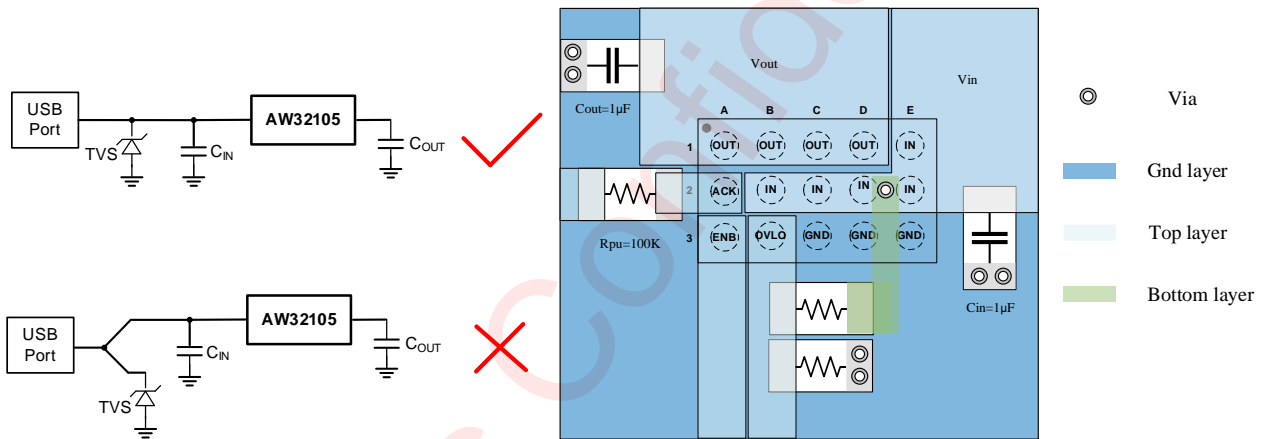 USB
Port
TVS
CIN
AW32105
COUT
USB
Port
TVS
CIN
AW32105
COUT
Vout
Vin
Cout=1μF
A B C D E
1 OUT OUT OUT OUT IN
2 ACK IN IN IN IN
Rpu=100K
3 ENB OVLO GND GND GND
Cin=1μF
Via
Gnd layer
Top layer
Bottom layer